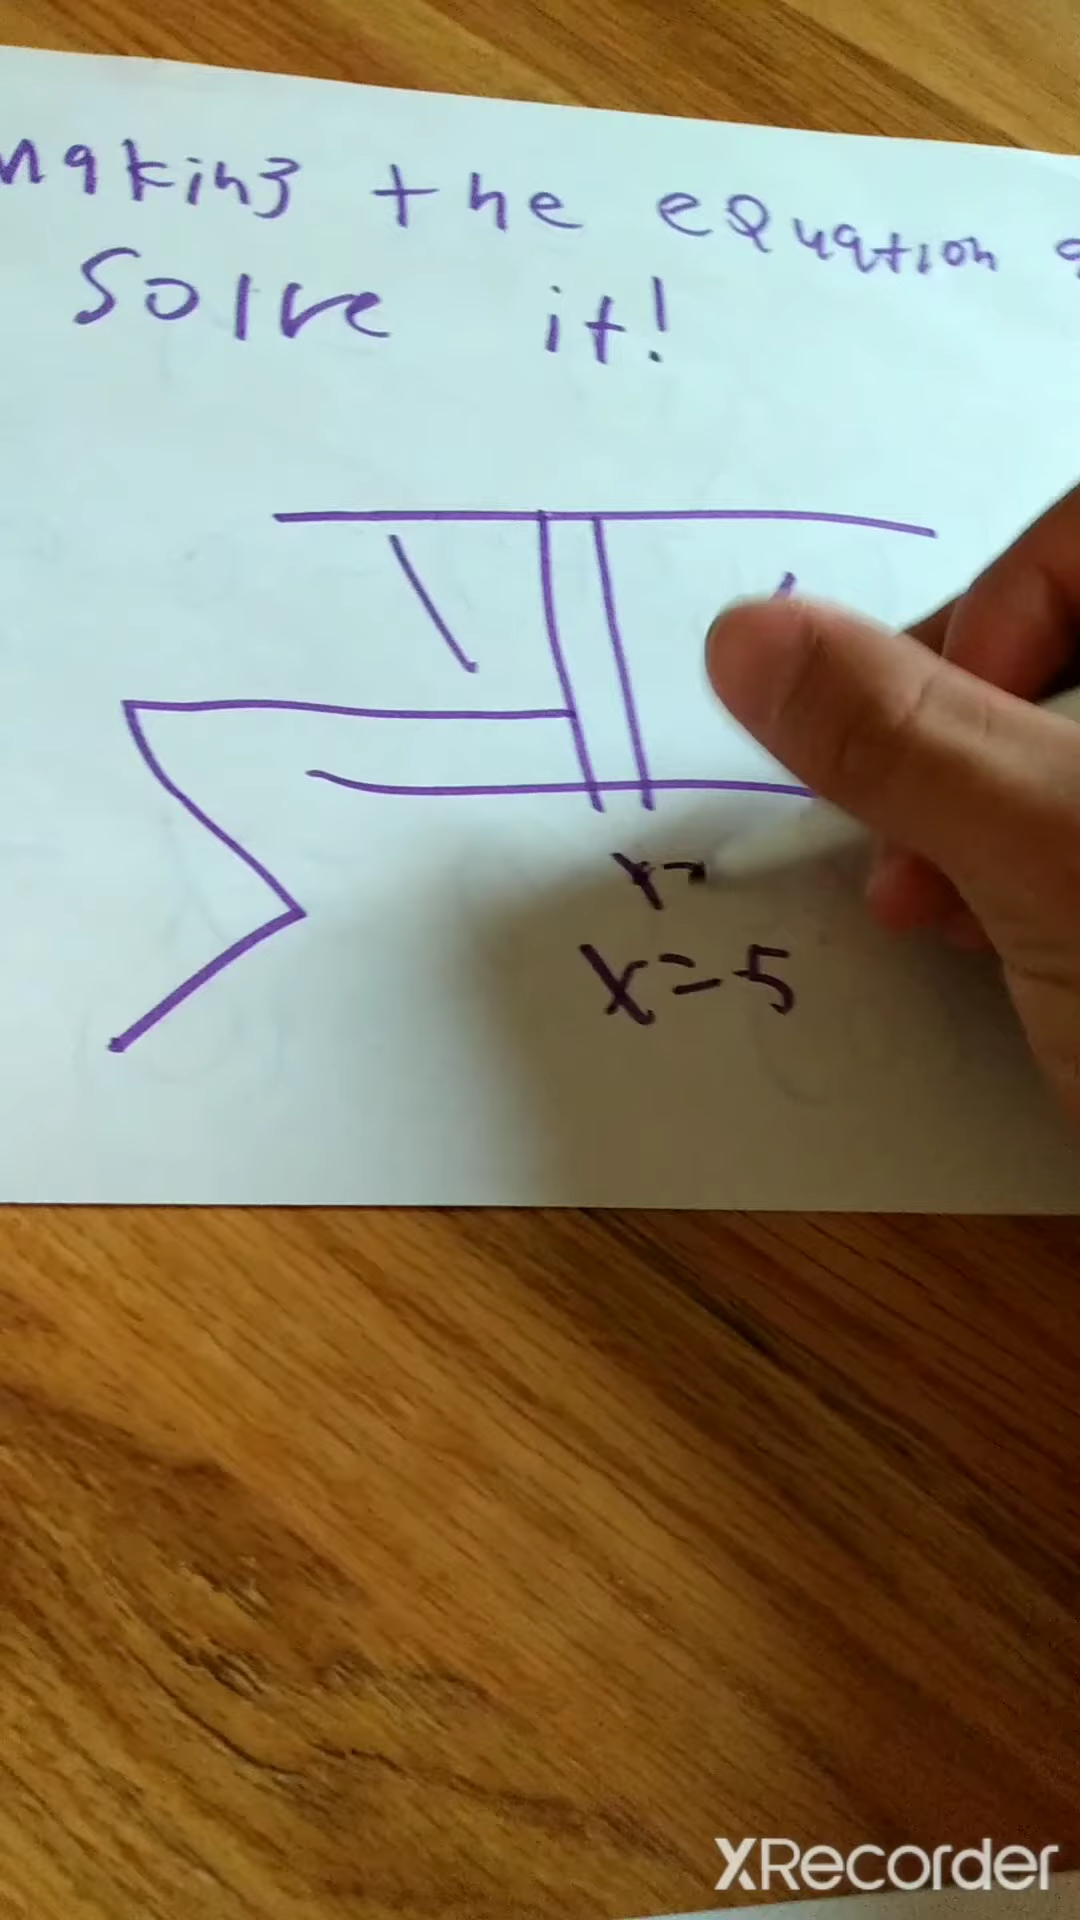 making the equation
solve it!
x=
x=-5
XRecorder